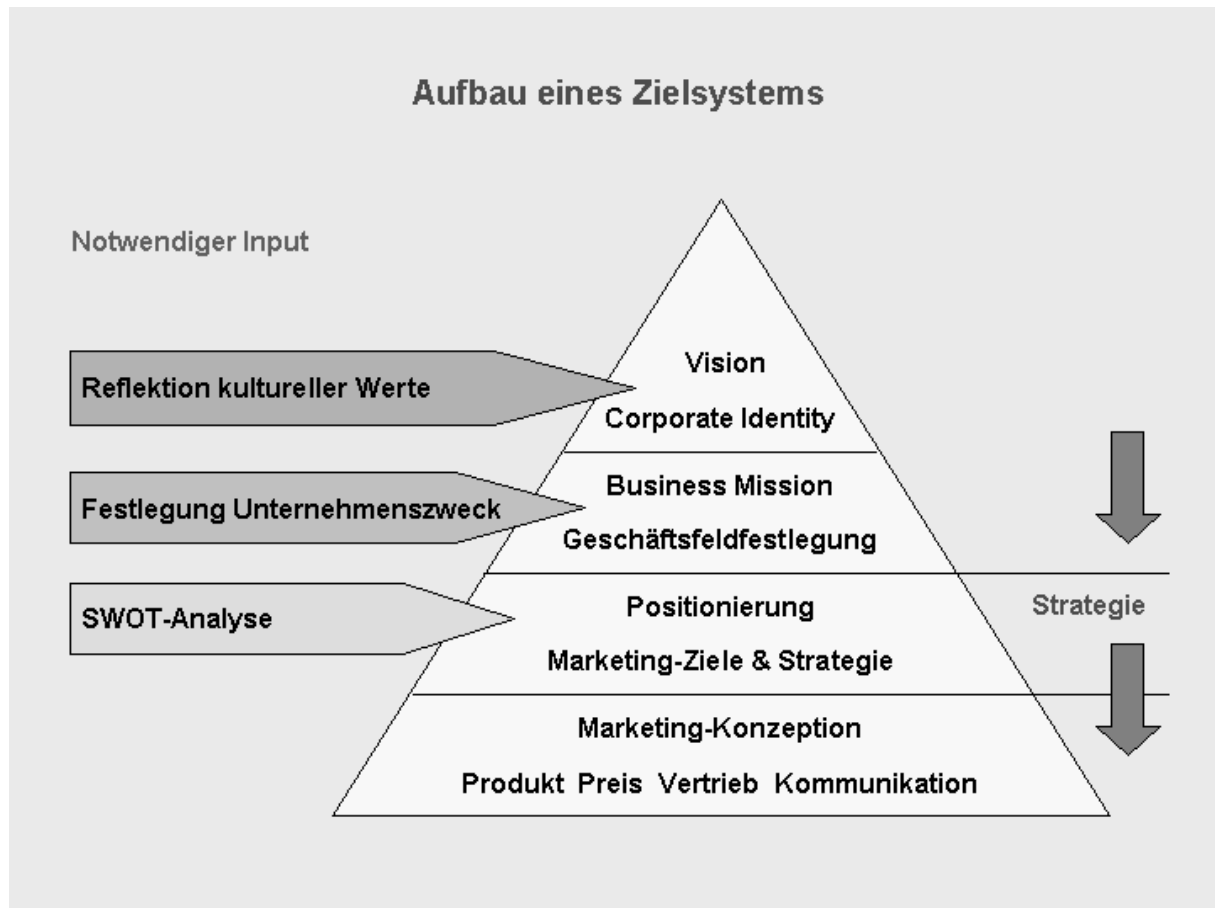 Aufbau eines Zielsystems
Notwendiger Input
Reflektion kultureller Werte
Festlegung Unternehmenszweck
SWOT-Analyse
Vision
Corporate Identity
Business Mission
Geschäftsfeldfestlegung
Positionierung
Marketing-Ziele & Strategie
Marketing-Konzeption
Produkt Preis Vertrieb Kommunikation
Strategie